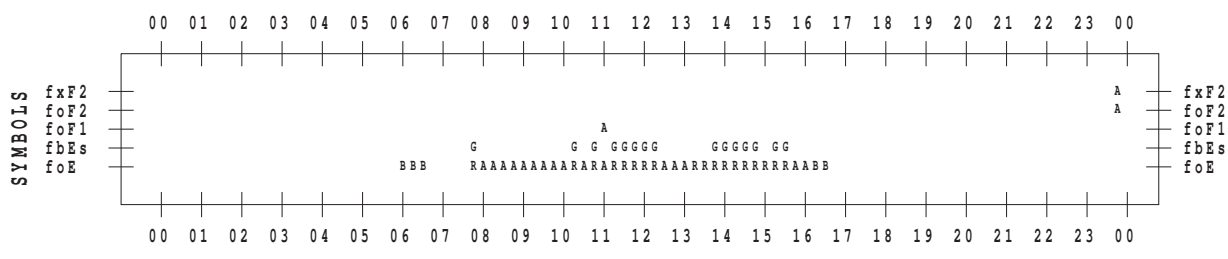 00 01 02 03 04 05 06 07 08 09 10 11 12 13 14 15 16 17 18 19 20 21 22 23 00
SYMBOLS
fxF2 A fxF2
foF2 A foF2
foF1 A foF1
fbEs G G G GGGGG GGGGG GG fbEs
foE BBB RAAAAAAAAARARARRRRRAAARRRRRRRRRRAABB foE
00 01 02 03 04 05 06 07 08 09 10 11 12 13 14 15 16 17 18 19 20 21 22 23 00